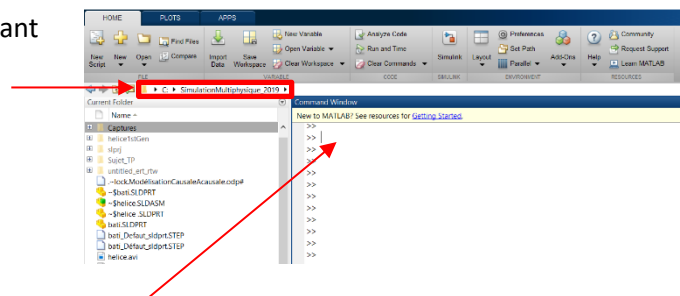 ant
HOME PLOTS APPS
New Script
New
Open
Find Files
Compare
Import Data
Save Workspace
New Variable
Open Variable
Clear Workspace
Analyze Code
Run and Time
Clear Commands
Simulink
Layout
Preferences
Set Path
Parallel
Add-Ons
Help
Community
Request Support
Learn MATLAB
FILE VARIABLE CODE SIMULINK ENVIRONMENT RESOURCES
C: SimulationMultiphysique 2019
Current Folder
Command Window
Name
New to MATLAB? See resources for Getting Started.
Captures
helice1stGen
slprj
Sujet_TP
untitled_ert_rtw
.~lock.ModélisationCausaleAcausale.odp#
~$bati.SLDPRT
~$helice.SLDASM
~$helice .SLDPRT
bati.SLDPRT
bati_Defaut_sldprt.STEP
bati_Défaut_sldprt.STEP
helice.avi
>>
>>
>>
>>
>>
>>
>>
>>
>>
>>
>>
>>